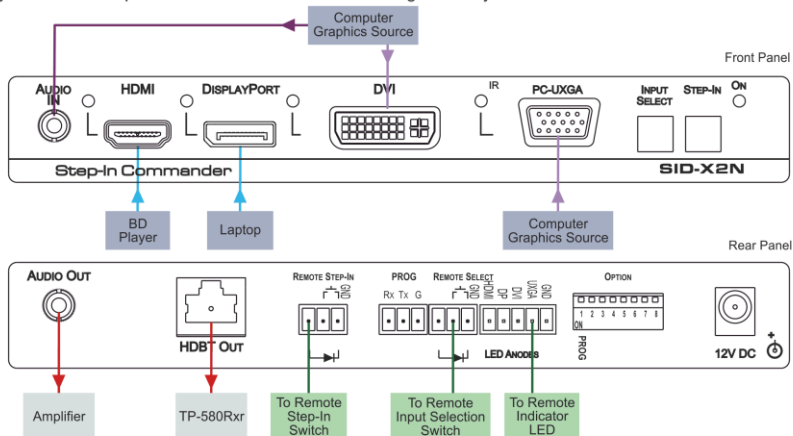 Computer
Graphics Source
Front Panel
AUDIO IN
HDMI
DISPLAYPORT
DVI
IR
PC-UXGA
INPUT SELECT
STEP-IN
ON
Step-In Commander
SID-X2N
BD
Player
Laptop
Computer
Graphics Source
Rear Panel
AUDIO OUT
HDBT OUT
REMOTE STEP-IN
GND
PROG
Rx Tx G
REMOTE SELECT
GND
HDMI
DP
DVI
UXGA
GND
LED ANODES
OPTION
1 2 3 4 5 6 7 8
ON
PROG
12V DC
+
Amplifier
TP-580Rxr
To Remote
Step-In
Switch
To Remote
Input Selection
Switch
To Remote
Indicator
LED